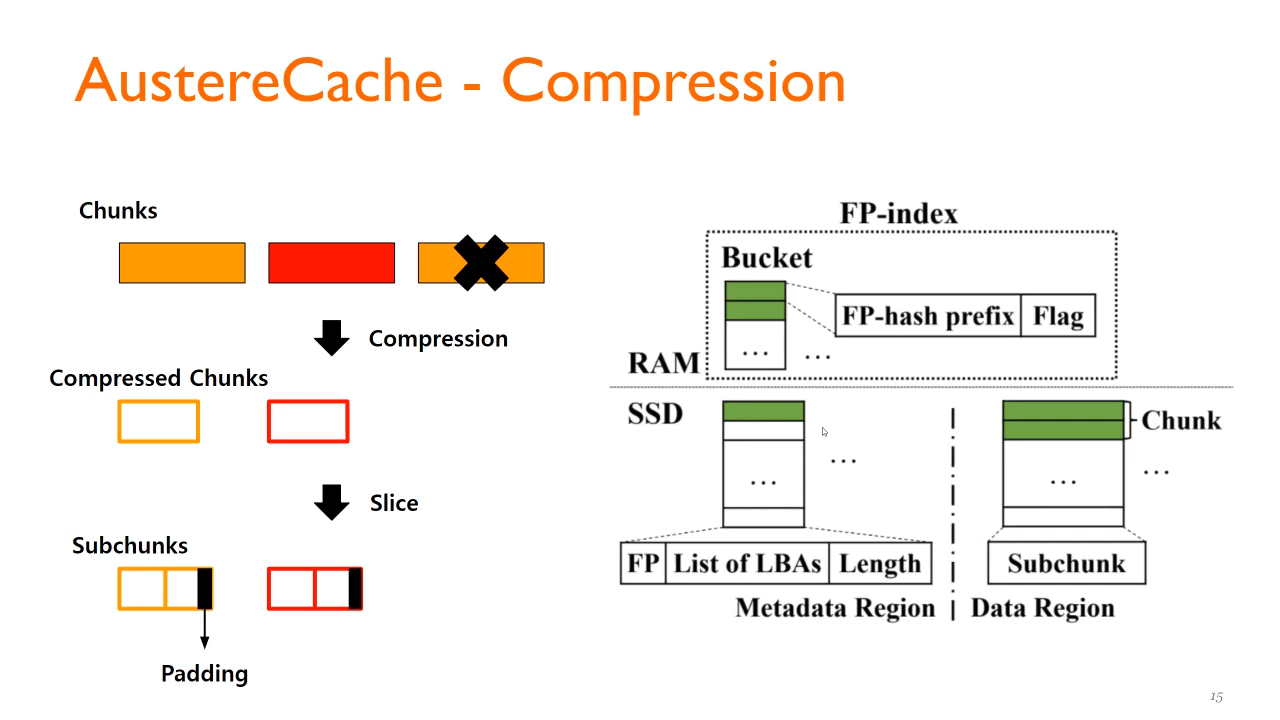 AustereCache - Compression
Chunks
Compression
Compressed Chunks
Slice
Subchunks
Padding
FP-index
Bucket
FP-hash prefix Flag
... ...
RAM
SSD
Chunk
... ...
... ...
FP List of LBAs Length
Subchunk
Metadata Region Data Region
15